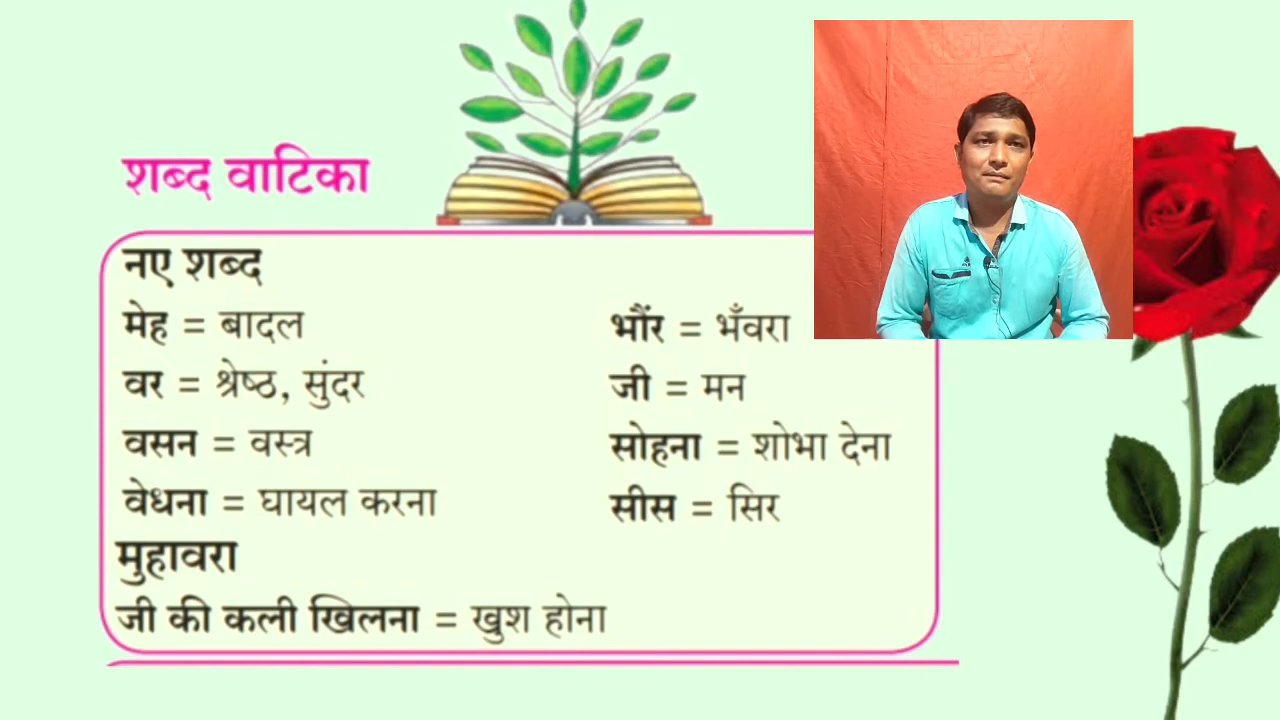 शब्द वाटिका
नए शब्द
मेह = बादल
भौंर = भँवरा
वर = श्रेष्ठ, सुंदर
जी = मन
वसन = वस्त्र
सोहना = शोभा देना
वेधना = घायल करना
सीस = सिर
मुहावरा
जी की कली खिलना = खुश होना